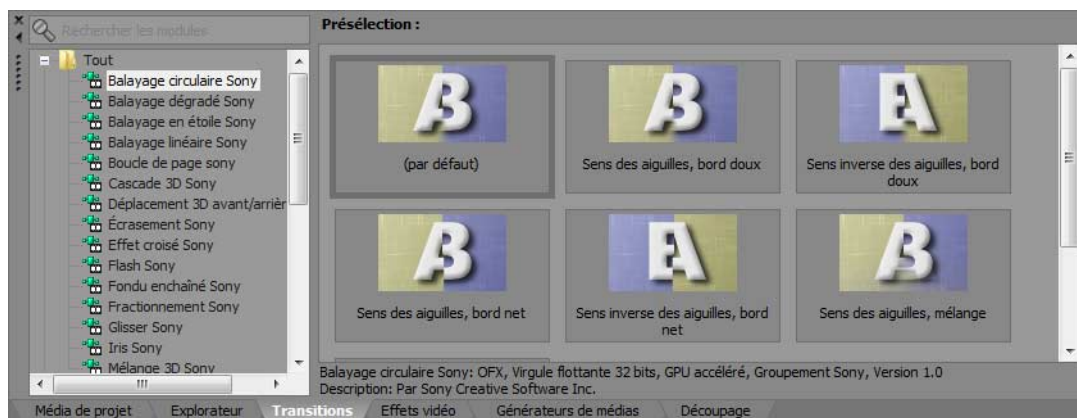 Rechercher les modules
Tout
Balayage circulaire Sony
Balayage dégradé Sony
Balayage en étoile Sony
Balayage linéaire Sony
Boucle de page sony
Cascade 3D Sony
Déplacement 3D avant/arrièr
Écrasement Sony
Effet croisé Sony
Flash Sony
Fondu enchaîné Sony
Fractionnement Sony
Glisser Sony
Iris Sony
Mélange 3D Sony
Présélection :
(par défaut)
Sens des aiguilles, bord doux
Sens inverse des aiguilles, bord
doux
Sens des aiguilles, bord net
Sens inverse des aiguilles, bord
net
Sens des aiguilles, mélange
Balayage circulaire Sony: OFX, Virgule flottante 32 bits, GPU accéléré, Groupement Sony, Version 1.0
Description: Par Sony Creative Software Inc.
Média de projet Explorateur Transitions Effets vidéo Générateurs de médias Découpage